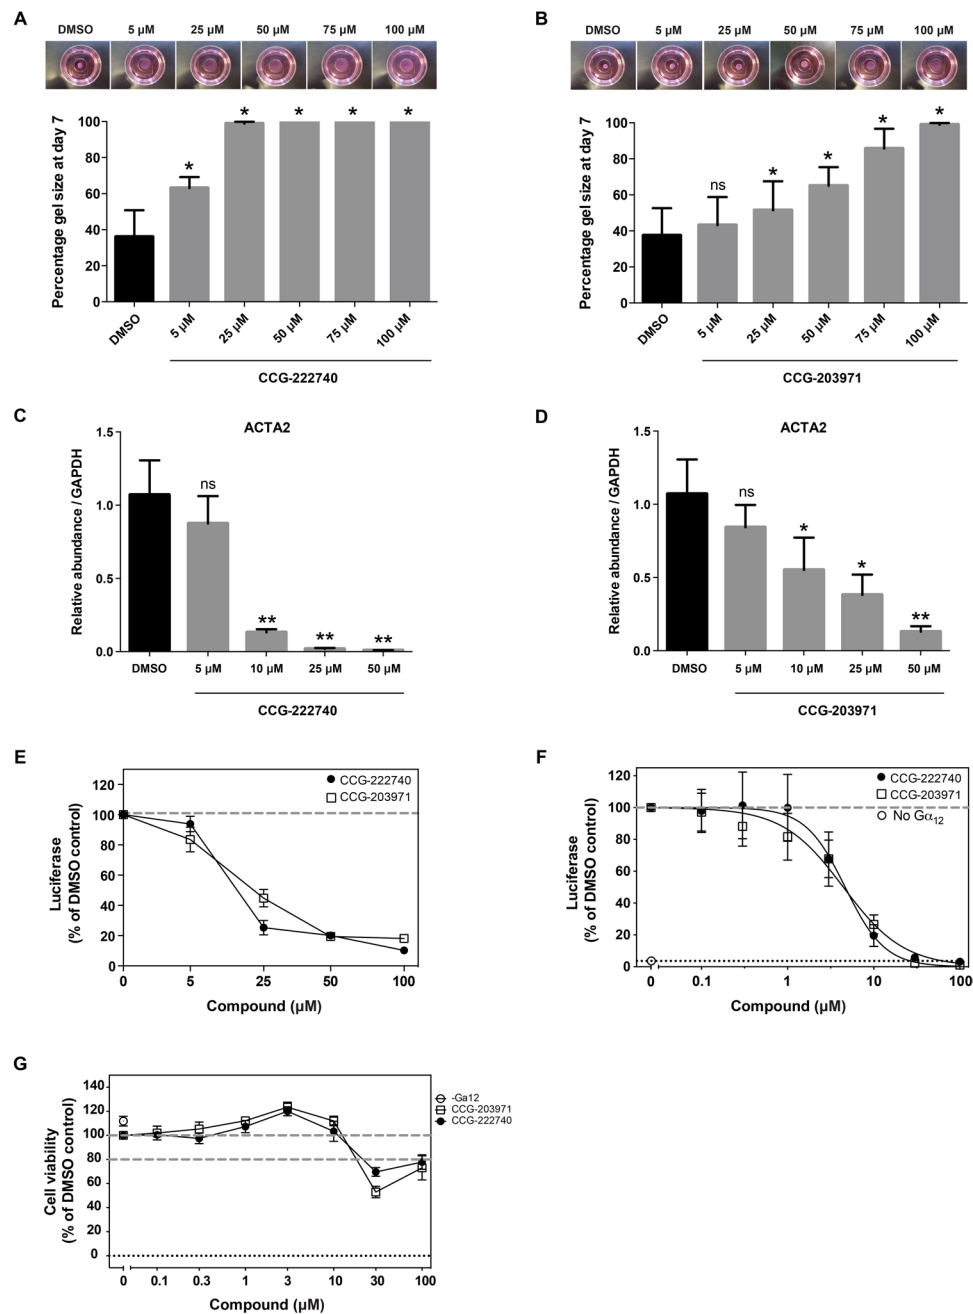 A
DMSO 5 µM 25 µM 50 µM 75 µM 100 µM
Percentage gel size at day 7
100
80
60
40
20
0
* * * * *
DMSO 5 µM 25 µM 50 µM 75 µM 100 µM
CCG-222740
B
DMSO 5 µM 25 µM 50 µM 75 µM 100 µM
Percentage gel size at day 7
100
80
60
40
20
0
ns * * * *
DMSO 5 µM 25 µM 50 µM 75 µM 100 µM
CCG-203971
C
ACTA2
Relative abundance / GAPDH
1.5
1.0
0.5
0.0
ns ** ** **
DMSO 5 µM 10 µM 25 µM 50 µM
CCG-222740
D
ACTA2
Relative abundance / GAPDH
1.5
1.0
0.5
0.0
ns * * **
DMSO 5 µM 10 µM 25 µM 50 µM
CCG-203971
E
CCG-222740
CCG-203971
Luciferase
(% of DMSO control)
120
100
80
60
40
20
0
0 5 25 50 100
Compound (µM)
F
CCG-222740
CCG-203971
No Gα12
Luciferase
(% of DMSO control)
120
100
80
60
40
20
0
0 0.1 1 10 100
Compound (µM)
G
-Ga12
CCG-203971
CCG-222740
Cell viability
(% of DMSO control)
140
120
100
80
60
40
20
0
0 0.1 0.3 1 3 10 30 100
Compound (µM)